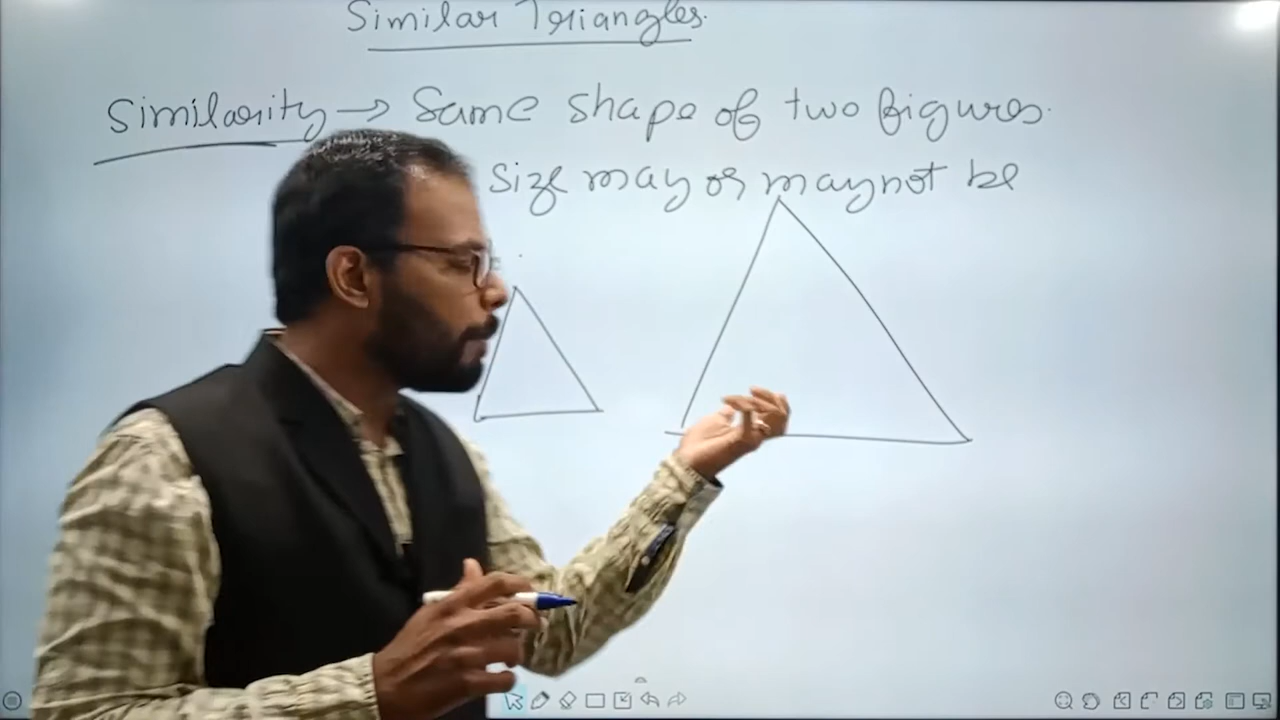 Similar Triangles.
Similarity → Same shape of two figures.
size may or may not be